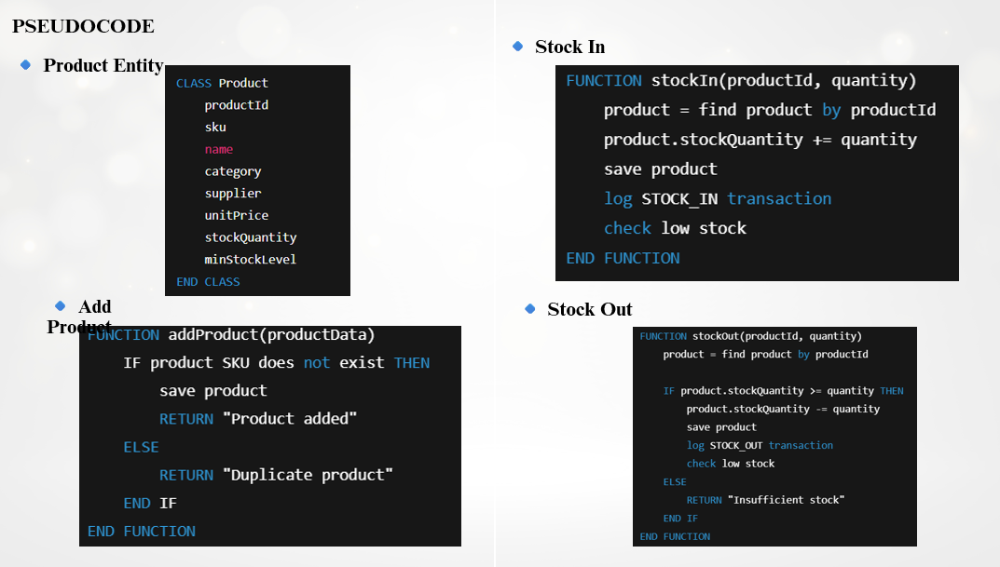 PSEUDOCODE
Product Entity
CLASS Product
productId
sku
name
category
supplier
unitPrice
stockQuantity
minStockLevel
END CLASS
Add
Product
FUNCTION addProduct(productData)
IF product SKU does not exist THEN
save product
RETURN "Product added"
ELSE
RETURN "Duplicate product"
END IF
END FUNCTION
Stock In
FUNCTION stockIn(productId, quantity)
product = find product by productId
product.stockQuantity += quantity
save product
log STOCK_IN transaction
check low stock
END FUNCTION
Stock Out
FUNCTION stockOut(productId, quantity)
product = find product by productId
IF product.stockQuantity >= quantity THEN
product.stockQuantity -= quantity
save product
log STOCK_OUT transaction
check low stock
ELSE
RETURN "Insufficient stock"
END IF
END FUNCTION